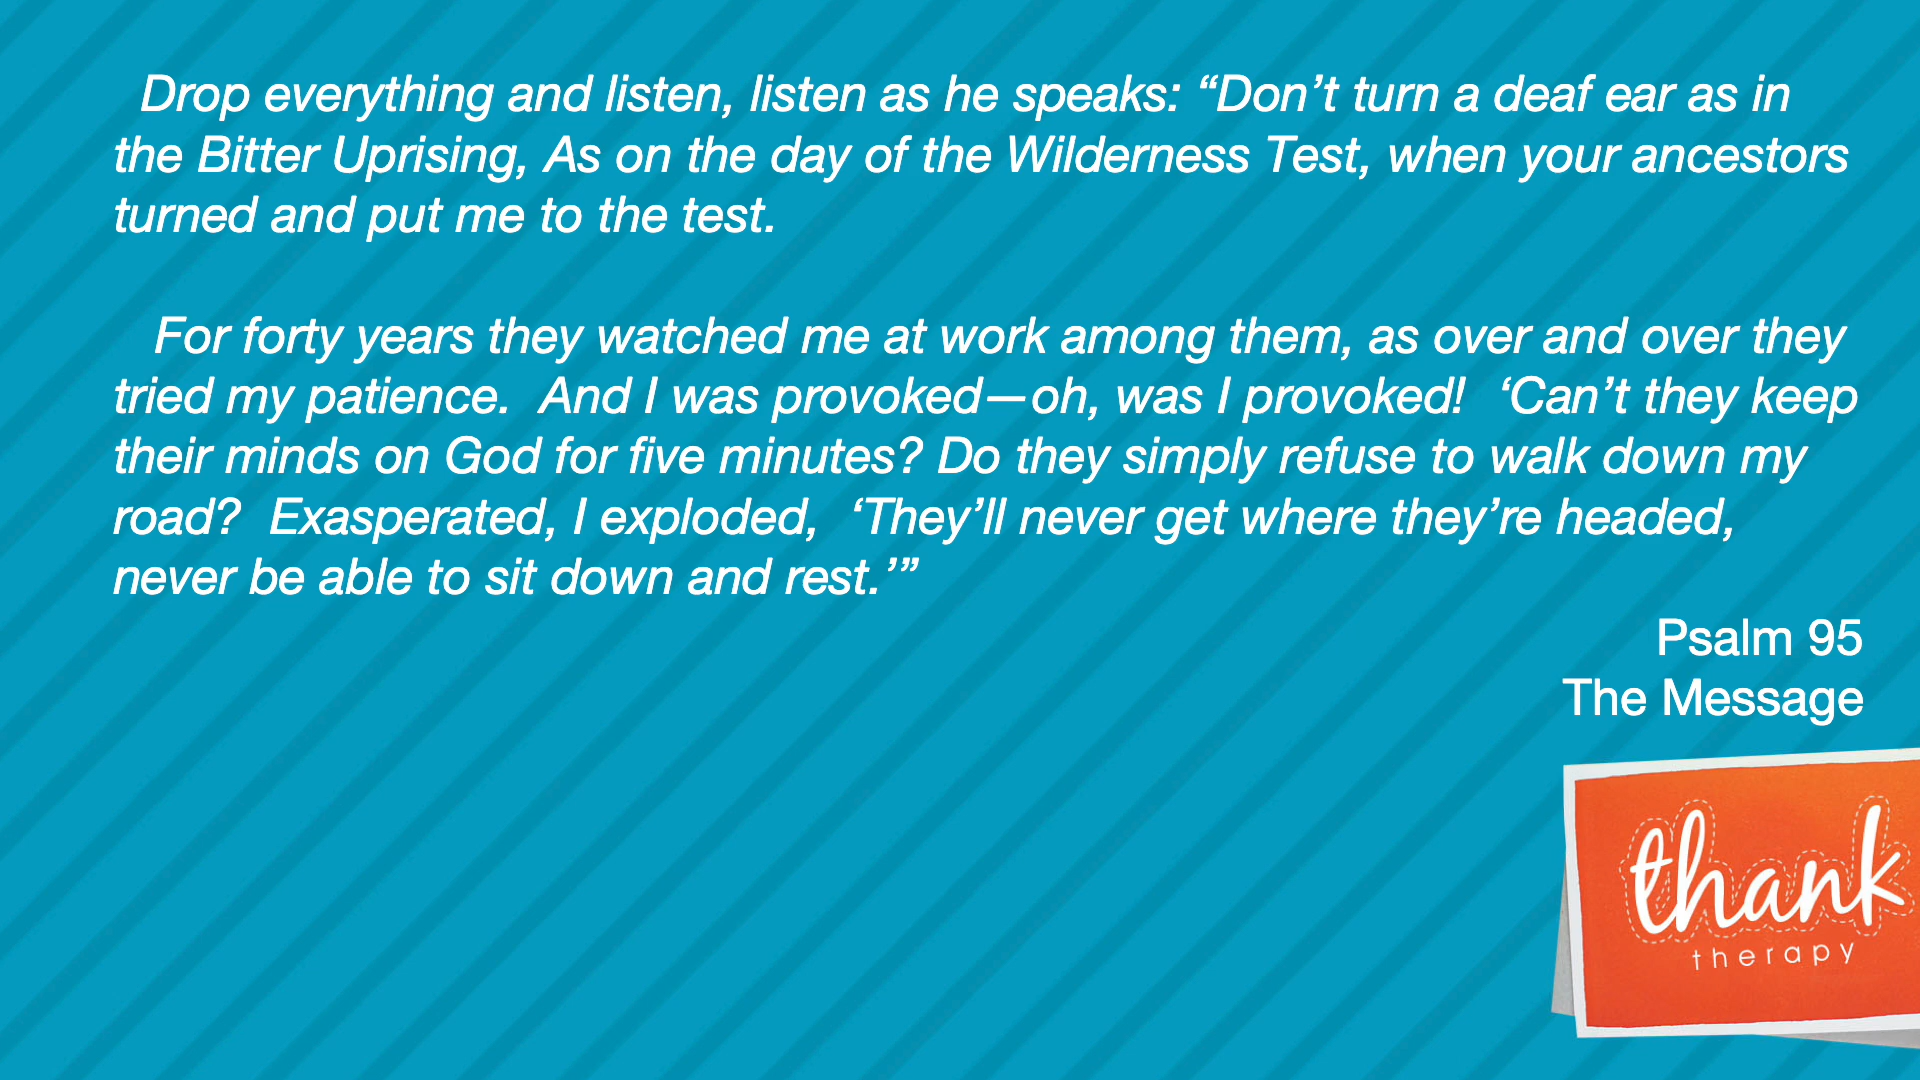 Drop everything and listen, listen as he speaks: “Don’t turn a deaf ear as in
the Bitter Uprising, As on the day of the Wilderness Test, when your ancestors
turned and put me to the test.
For forty years they watched me at work among them, as over and over they
tried my patience.  And I was provoked—oh, was I provoked!  ‘Can’t they keep
their minds on God for five minutes? Do they simply refuse to walk down my
road?  Exasperated, I exploded,  ‘They’ll never get where they’re headed,
never be able to sit down and rest.’”
Psalm 95
The Message
thank
therapy